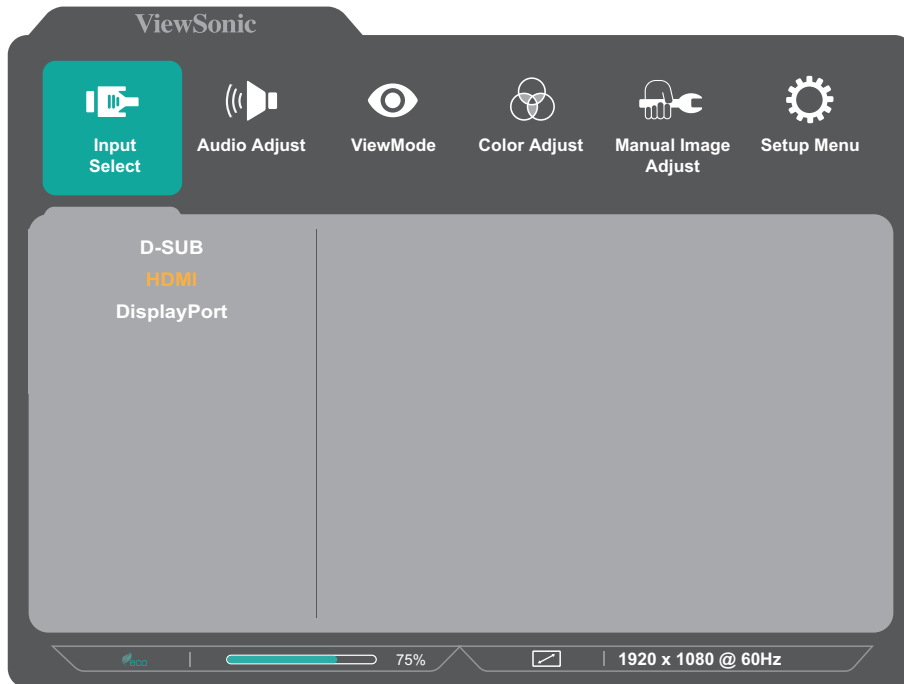 ViewSonic
Input
Select
Audio Adjust
ViewMode
Color Adjust
Manual Image
Adjust
Setup Menu
D-SUB
HDMI
DisplayPort
eco
75%
1920 x 1080 @ 60Hz